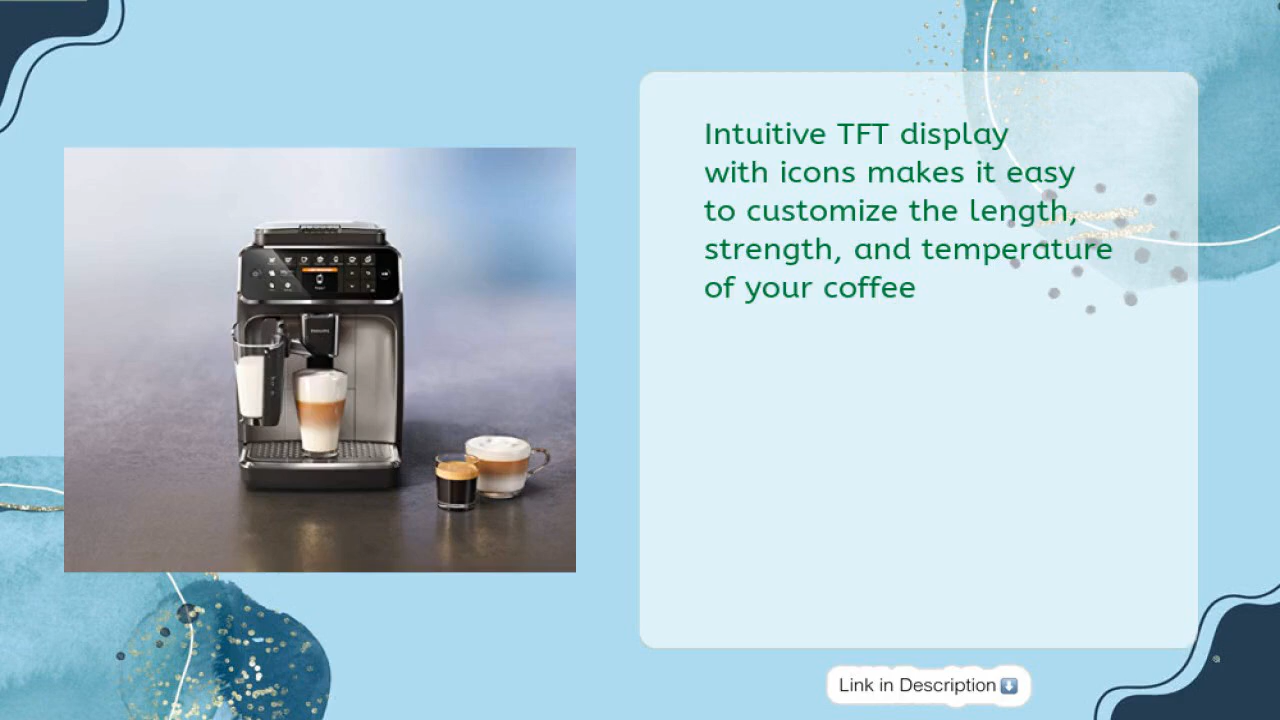 Intuitive TFT display
with icons makes it easy
to customize the length,
strength, and temperature
of your coffee
PHILIPS
Link in Description